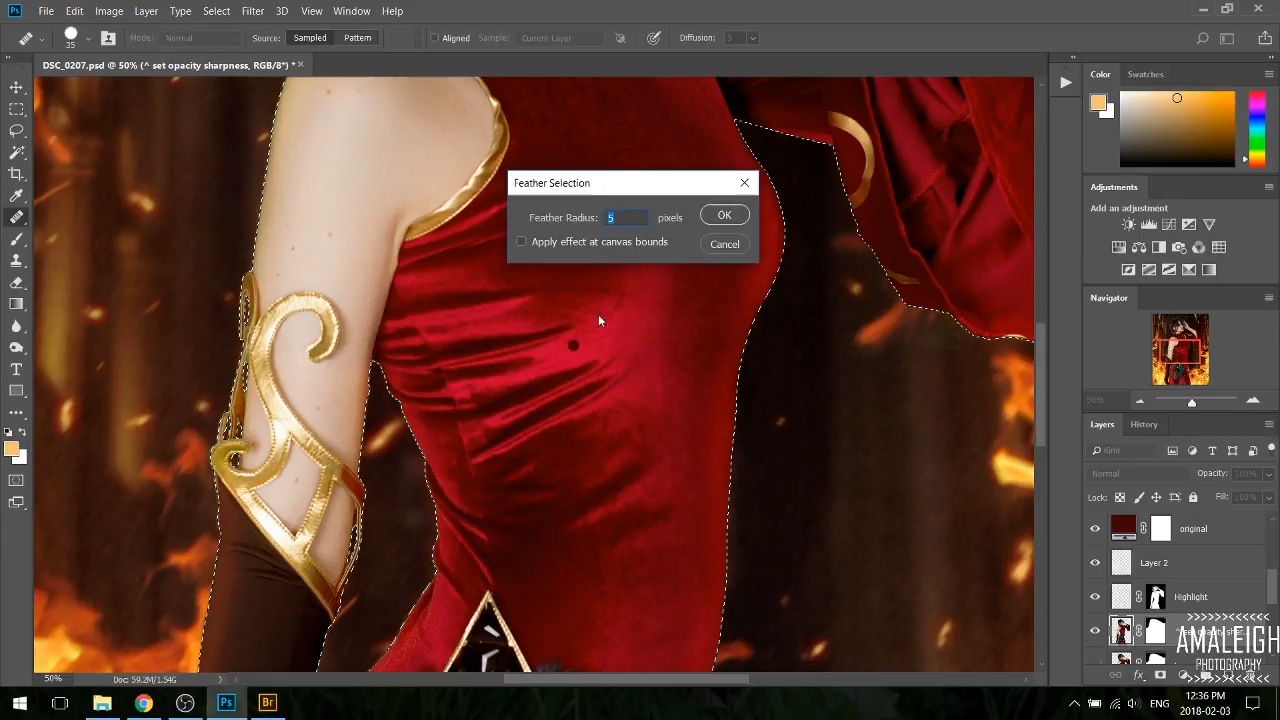 Ps File Edit Image Layer Type Select Filter 3D View Window Help
35 Mode: Normal Source: Sampled Pattern Aligned Sample: Current Layer Diffusion: 5
DSC_0207.psd @ 50% (^ set opacity sharpness, RGB/8*) *
Color Swatches
Feather Selection
Feather Radius: 5 pixels OK
Apply effect at canvas bounds Cancel
Adjustments
Add an adjustment
Navigator
50%
Layers History
Kind
Normal Opacity: 100%
Lock: Fill: 100%
original
Layer 2
Highlight
AMALEIGH
PHOTOGRAPHY
50% Doc: 59.2M/1.54G
Ps Br ENG 12:36 PM
2018-02-03